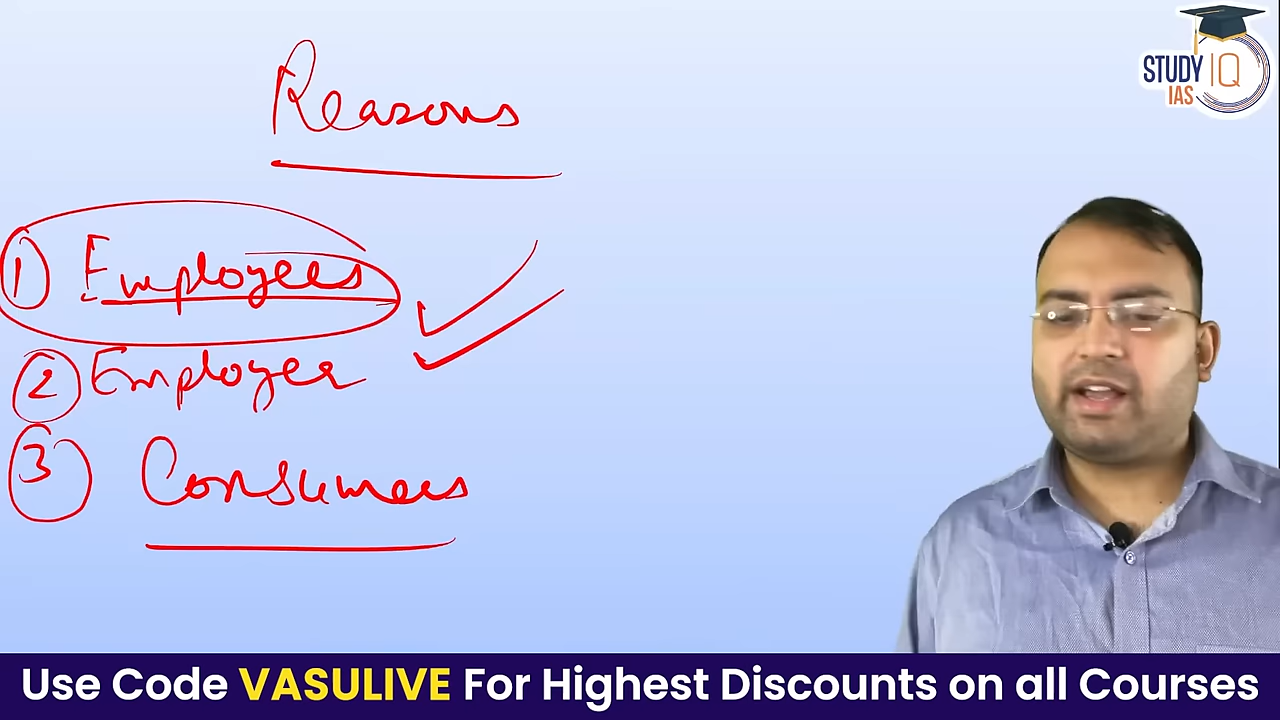 Reasons
1 Employees
2 Employer
3 Consumers
STUDY IQ
IAS
Use Code VASULIVE For Highest Discounts on all Courses